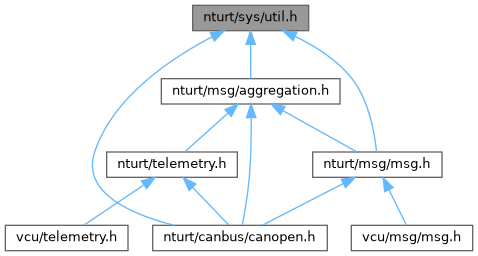 nturt/sys/util.h
nturt/msg/aggregation.h
nturt/telemetry.h
nturt/msg/msg.h
vcu/telemetry.h
nturt/canbus/canopen.h
vcu/msg/msg.h